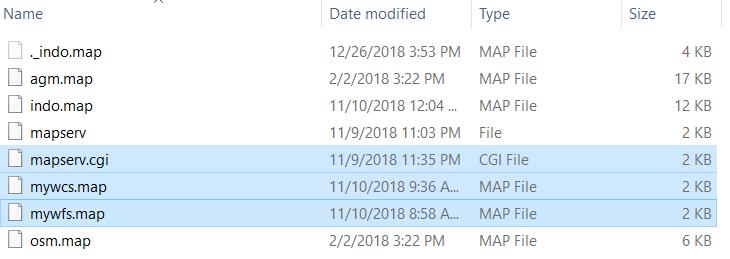 Name Date modified Type Size
._indo.map 12/26/2018 3:53 PM MAP File 4 KB
agm.map 2/2/2018 3:22 PM MAP File 17 KB
indo.map 11/10/2018 12:04 ... MAP File 12 KB
mapserv 11/9/2018 11:03 PM File 2 KB
mapserv.cgi 11/9/2018 11:35 PM CGI File 2 KB
mywcs.map 11/10/2018 9:36 A... MAP File 2 KB
mywfs.map 11/10/2018 8:58 A... MAP File 2 KB
osm.map 2/2/2018 3:22 PM MAP File 6 KB